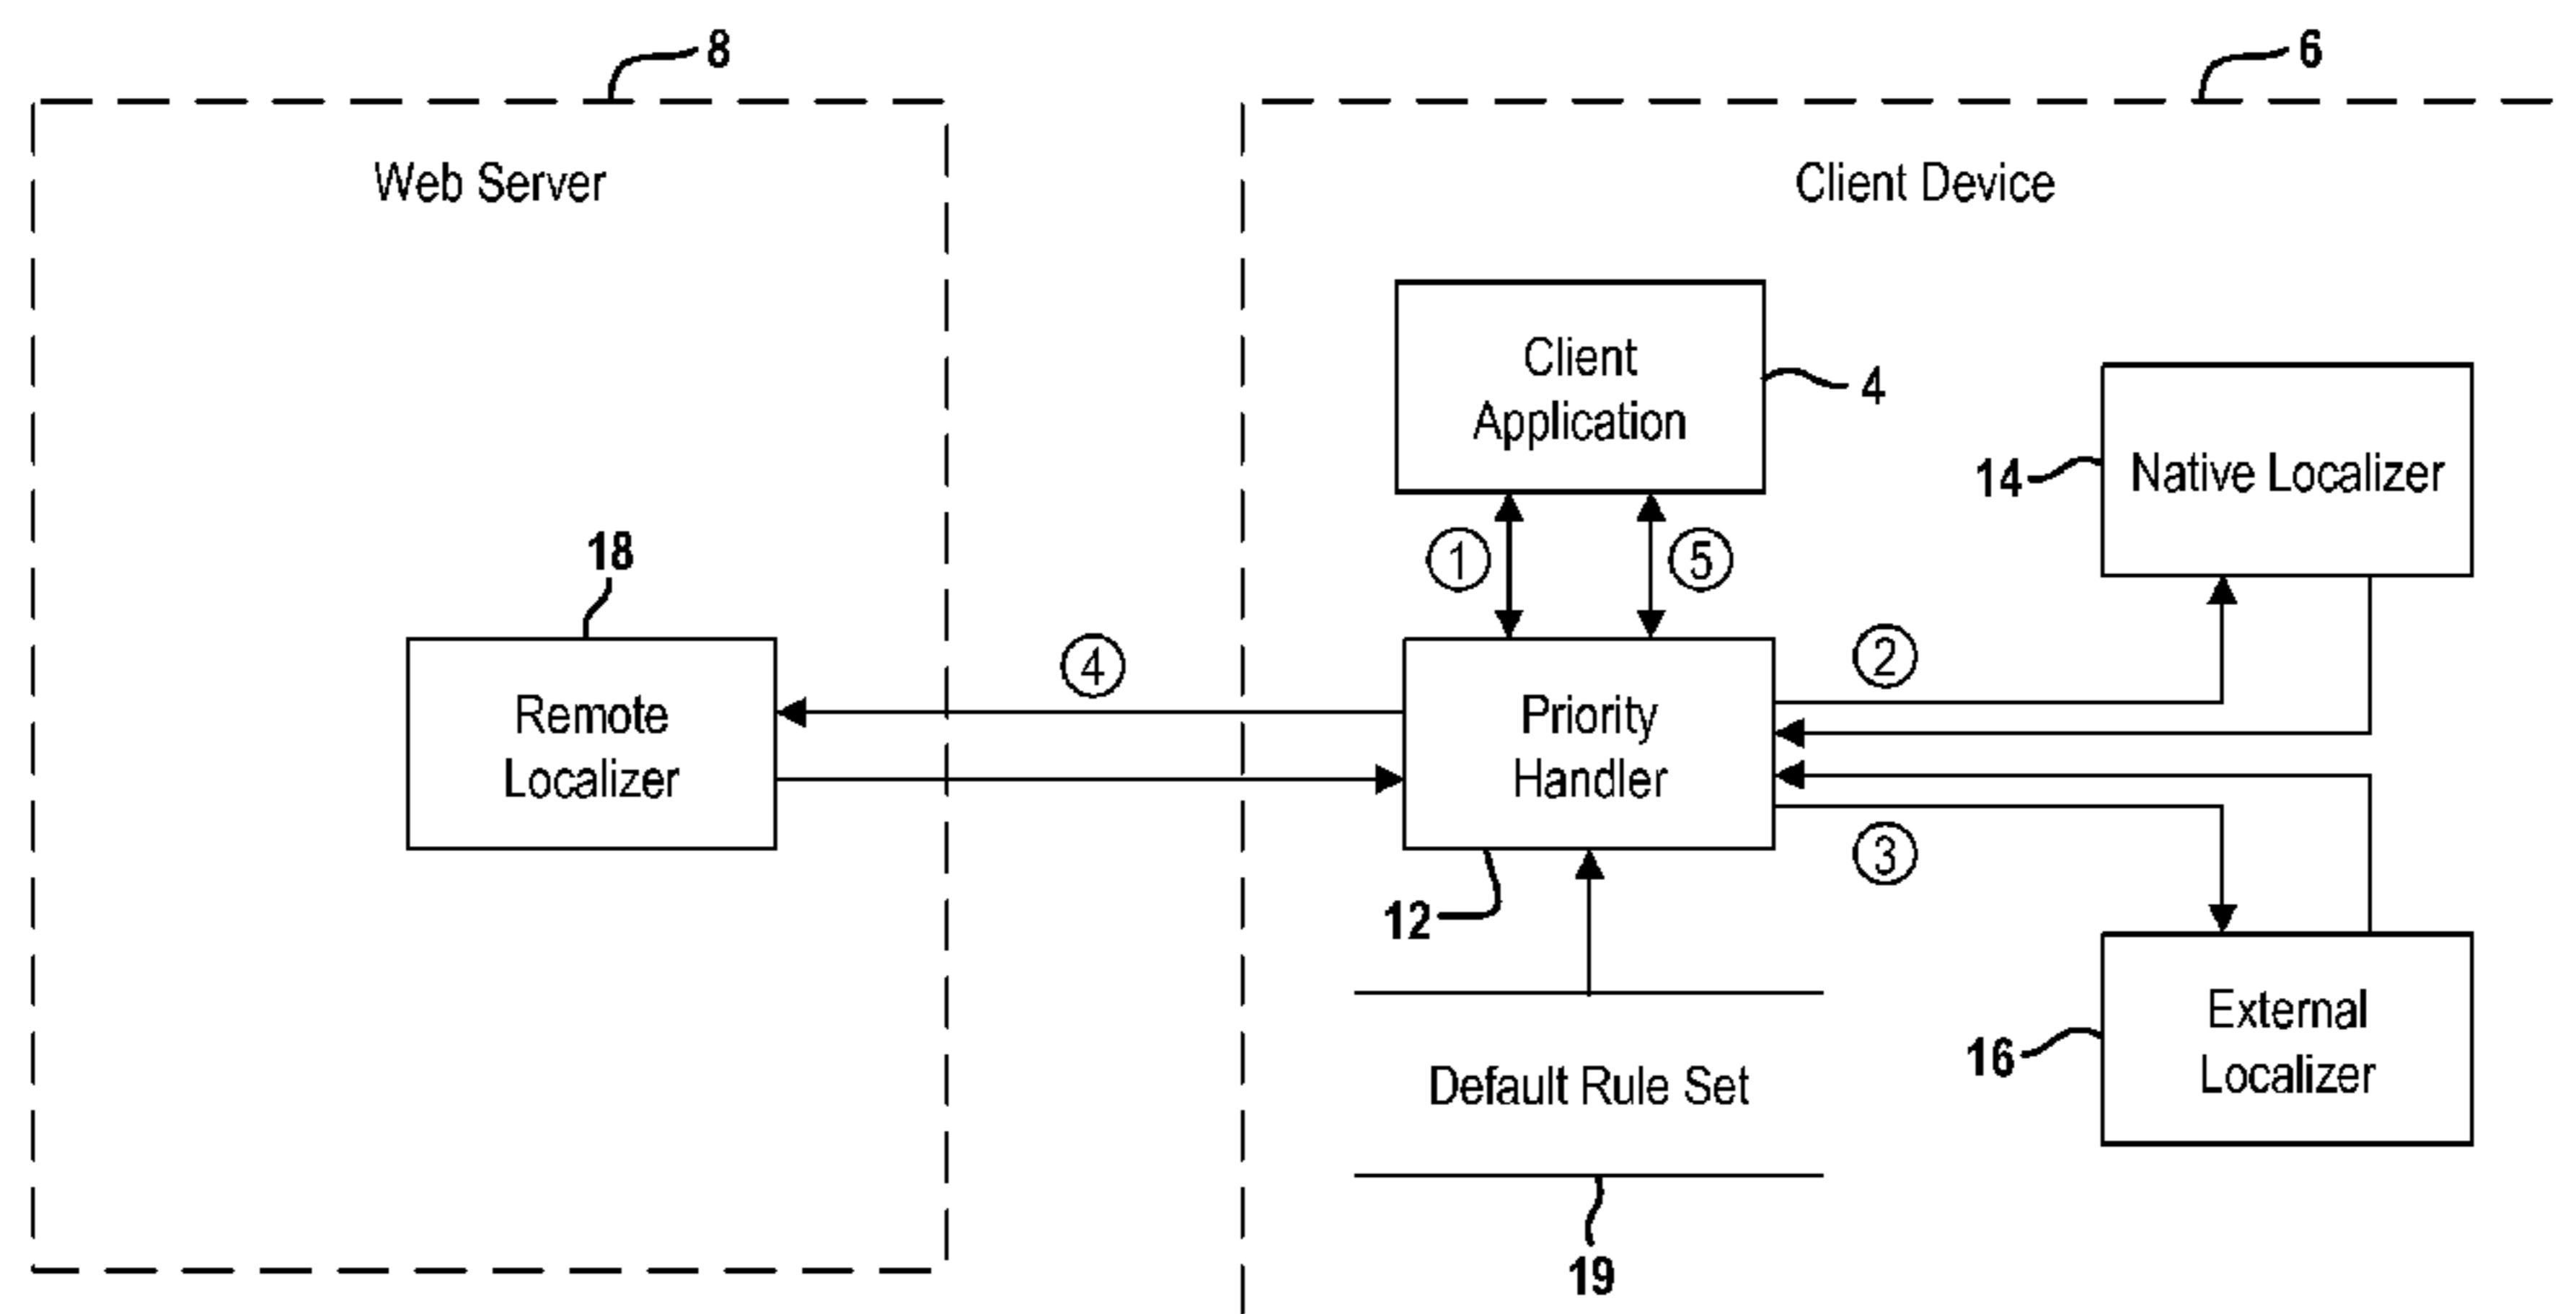 8
6
Web Server
Client Device
Client
Application
4
14
Native Localizer
18
1
5
4
2
Remote
Localizer
Priority
Handler
3
12
External
Localizer
16
Default Rule Set
19